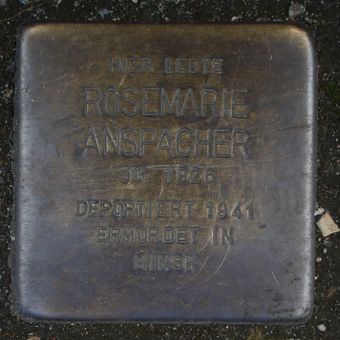 HIER LEBTE
ROSEMARIE
ANSPACHER
JG. 1926
DEPORTIERT 1941
ERMORDET IN
MINSK